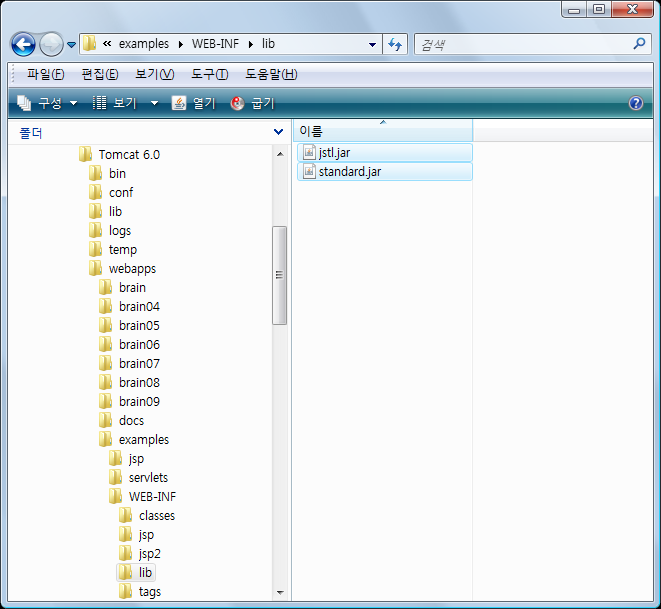 « examples ▸ WEB-INF ▸ lib
검색
파일(F) 편집(E) 보기(V) 도구(T) 도움말(H)
구성 보기 열기 굽기
폴더
이름
Tomcat 6.0
bin
conf
lib
logs
temp
webapps
brain
brain04
brain05
brain06
brain07
brain08
brain09
docs
examples
jsp
servlets
WEB-INF
classes
jsp
jsp2
lib
tags
jstl.jar
standard.jar